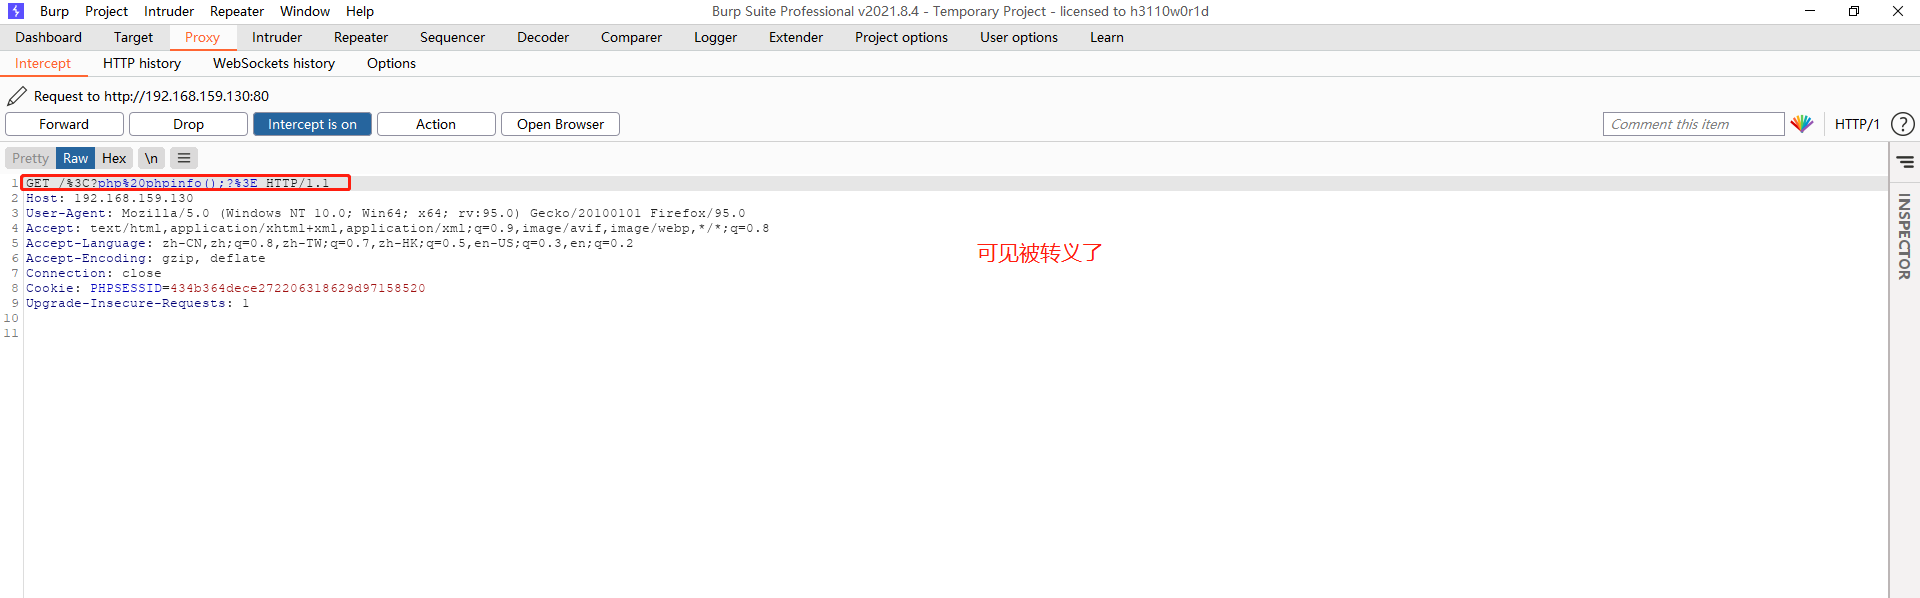 Burp Project Intruder Repeater Window Help
Burp Suite Professional v2021.8.4 - Temporary Project - licensed to h3110w0r1d
Dashboard Target Proxy Intruder Repeater Sequencer Decoder Comparer Logger Extender Project options User options Learn
Intercept HTTP history WebSockets history Options
Request to http://192.168.159.130:80
Forward Drop Intercept is on Action Open Browser
Comment this item
HTTP/1 ?
Pretty Raw Hex \n
1 GET /%3C?php%20phpinfo();?%3E HTTP/1.1
2 Host: 192.168.159.130
3 User-Agent: Mozilla/5.0 (Windows NT 10.0; Win64; x64; rv:95.0) Gecko/20100101 Firefox/95.0
4 Accept: text/html,application/xhtml+xml,application/xml;q=0.9,image/avif,image/webp,*/*;q=0.8
5 Accept-Language: zh-CN,zh;q=0.8,zh-TW;q=0.7,zh-HK;q=0.5,en-US;q=0.3,en;q=0.2
6 Accept-Encoding: gzip, deflate
7 Connection: close
8 Cookie: PHPSESSID=434b364dece272206318629d97158520
9 Upgrade-Insecure-Requests: 1
10
11
可见被转义了
INSPECTOR